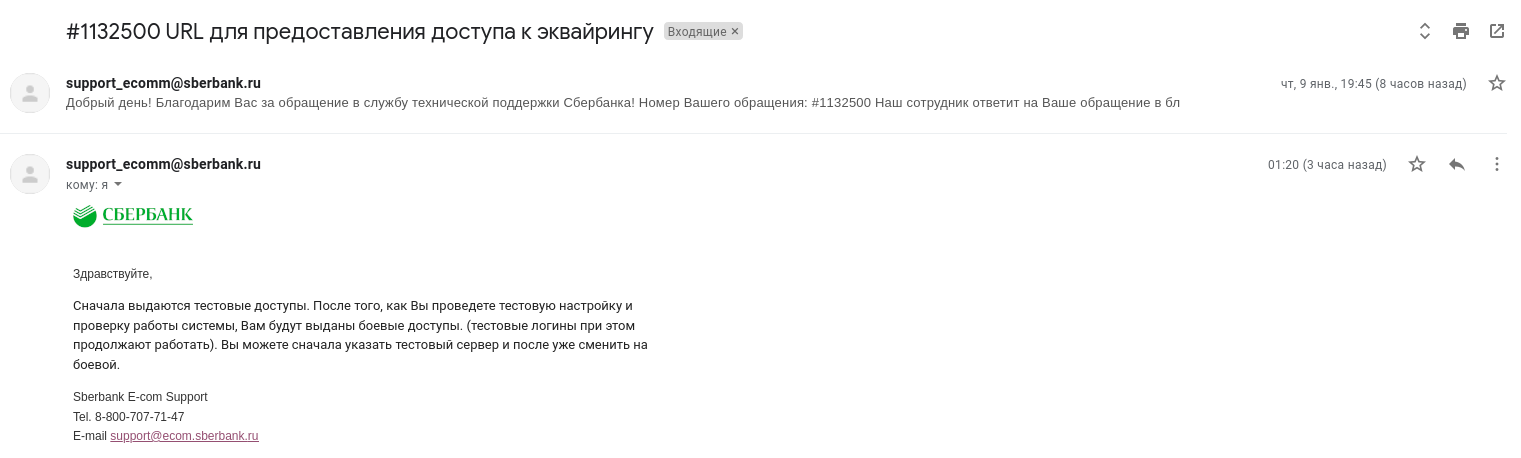 #1132500 URL для предоставления доступа к эквайрингу Входящие ×
support_ecomm@sberbank.ru чт, 9 янв., 19:45 (8 часов назад)
Добрый день! Благодарим Вас за обращение в службу технической поддержки Сбербанка! Номер Вашего обращения: #1132500 Наш сотрудник ответит на Ваше обращение в бл
support_ecomm@sberbank.ru 01:20 (3 часа назад)
кому: я
СБЕРБАНК
Здравствуйте,
Сначала выдаются тестовые доступы. После того, как Вы проведете тестовую настройку и
проверку работы системы, Вам будут выданы боевые доступы. (тестовые логины при этом
продолжают работать). Вы можете сначала указать тестовый сервер и после уже сменить на
боевой.
Sberbank E-com Support
Tel. 8-800-707-71-47
E-mail support@ecom.sberbank.ru